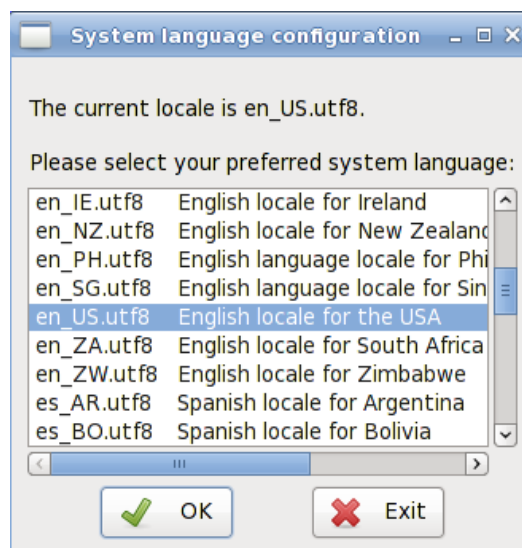 System language configuration
The current locale is en_US.utf8.
Please select your preferred system language:
en_IE.utf8 English locale for Ireland
en_NZ.utf8 English locale for New Zealand
en_PH.utf8 English language locale for Phi
en_SG.utf8 English language locale for Sin
en_US.utf8 English locale for the USA
en_ZA.utf8 English locale for South Africa
en_ZW.utf8 English locale for Zimbabwe
es_AR.utf8 Spanish locale for Argentina
es_BO.utf8 Spanish locale for Bolivia
OK Exit